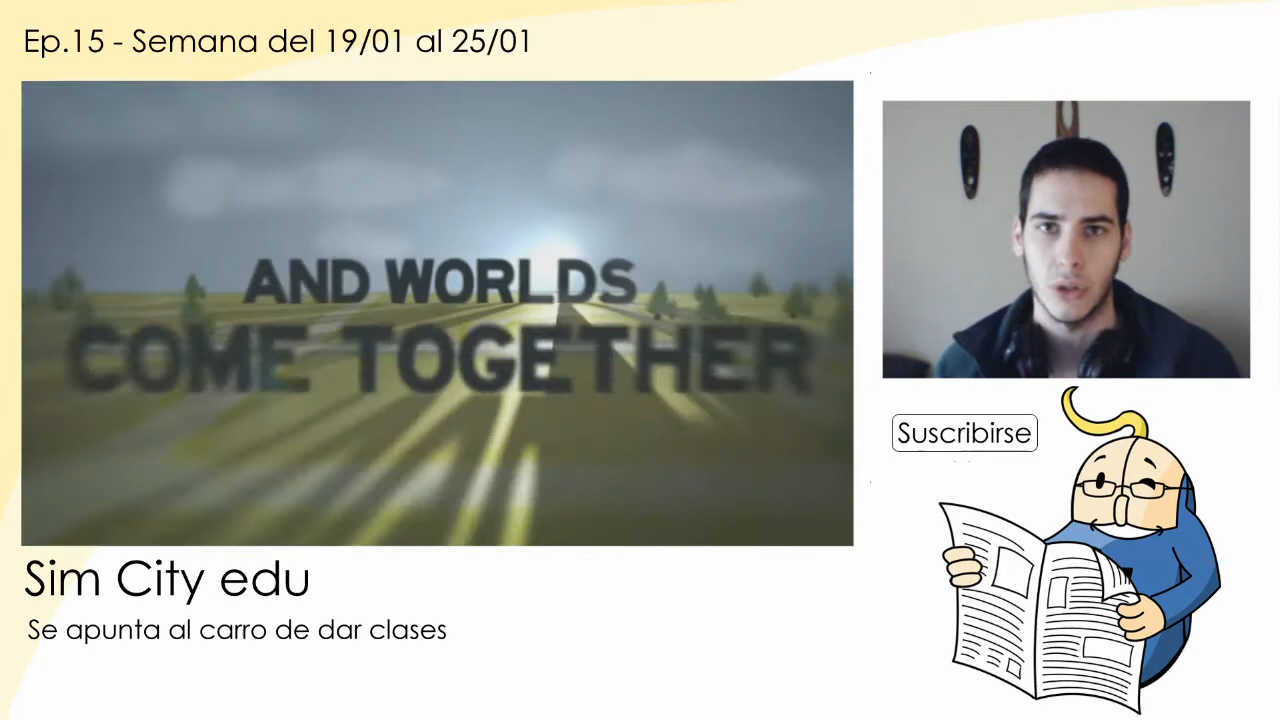 Ep.15 - Semana del 19/01 al 25/01
AND WORLDS
COME TOGETHER
Suscribirse
Sim City edu
Se apunta al carro de dar clases